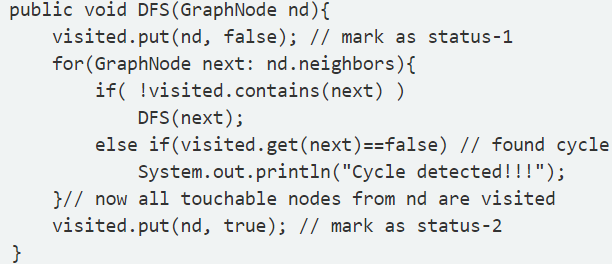 public void DFS(GraphNode nd){
    visited.put(nd, false); // mark as status-1
    for(GraphNode next: nd.neighbors){
        if( !visited.contains(next) )
            DFS(next);
        else if(visited.get(next)==false) // found cycle
            System.out.println("Cycle detected!!!");
    }// now all touchable nodes from nd are visited
    visited.put(nd, true); // mark as status-2
}